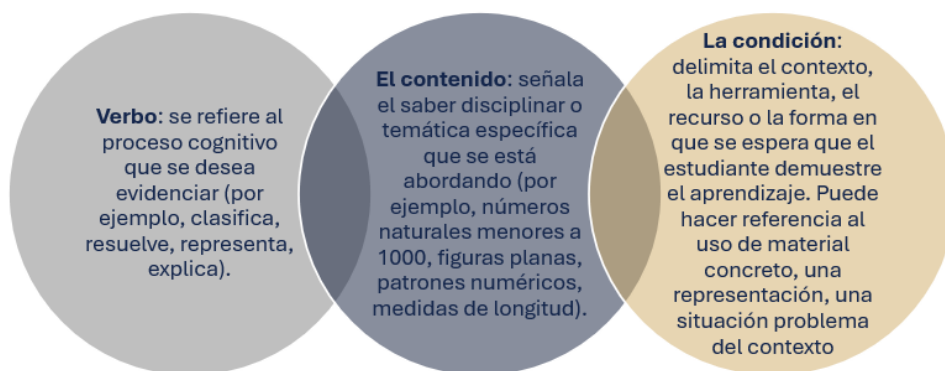 Verbo: se refiere al
proceso cognitivo
que se desea
evidenciar (por
ejemplo, clasifica,
resuelve, representa,
explica).
El contenido: señala
el saber disciplinar o
temática específica
que se está
abordando (por
ejemplo, números
naturales menores a
1000, figuras planas,
patrones numéricos,
medidas de longitud).
La condición:
delimita el contexto,
la herramienta, el
recurso o la forma en
que se espera que el
estudiante demuestre
el aprendizaje. Puede
hacer referencia al
uso de material
concreto, una
representación, una
situación problema
del contexto